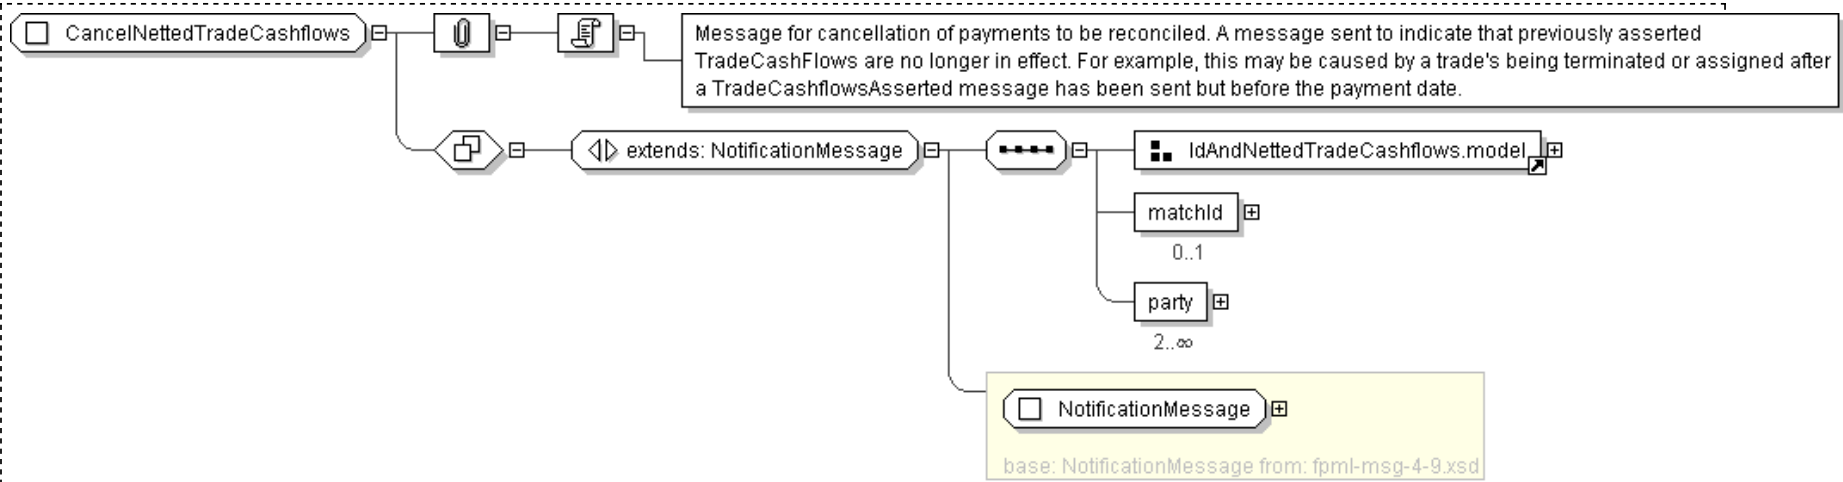 CancelNettedTradeCashflows
Message for cancellation of payments to be reconciled. A message sent to indicate that previously asserted
TradeCashFlows are no longer in effect. For example, this may be caused by a trade's being terminated or assigned after
a TradeCashflowsAsserted message has been sent but before the payment date.
extends: NotificationMessage
IdAndNettedTradeCashflows.model
matchId
0..1
party
2..∞
NotificationMessage
base: NotificationMessage from: fpml-msg-4-9.xsd